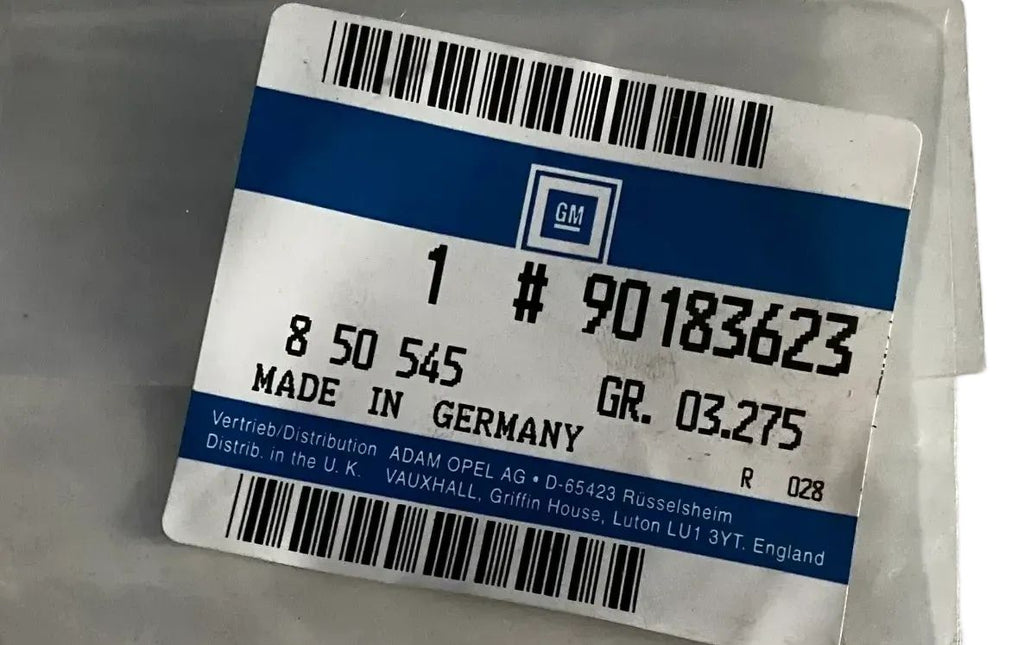 GM
1 # 90183623
8 50 545 GR. 03.275
MADE IN GERMANY
R 028
Vertrieb/Distribution ADAM OPEL AG • D-65423 Rüsselsheim
Distrib. in the U. K. VAUXHALL, Griffin House, Luton LU1 3YT. England